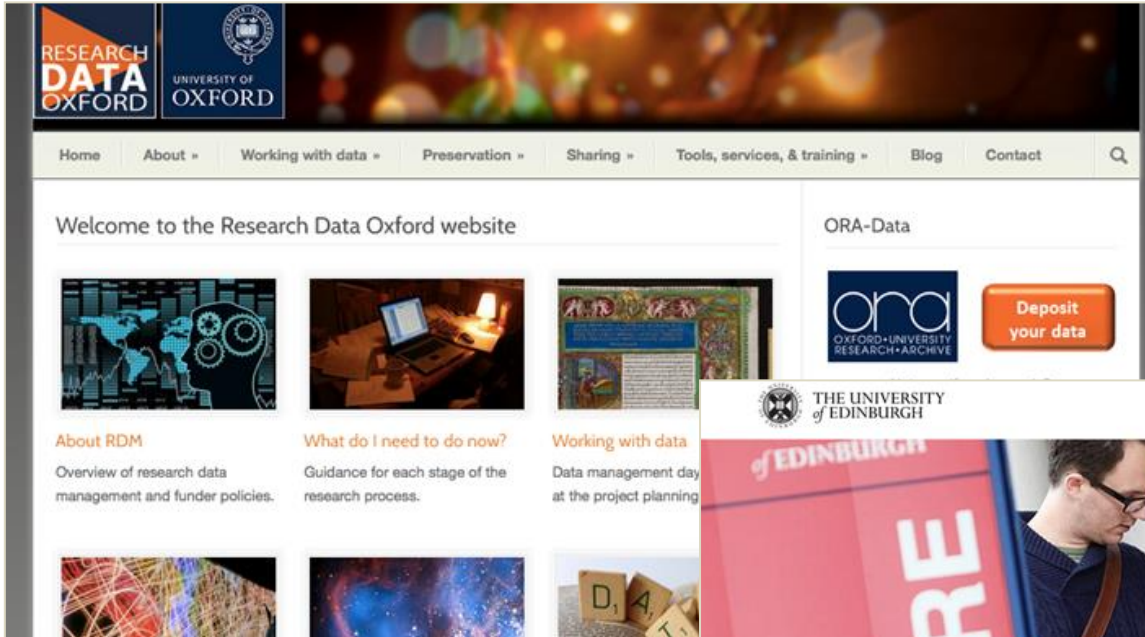 RESEARCH
DATA
OXFORD
UNIVERSITY OF
OXFORD
Home About » Working with data » Preservation » Sharing » Tools, services, & training » Blog Contact
Welcome to the Research Data Oxford website
ORA-Data
ora
OXFORD•UNIVERSITY
RESEARCH•ARCHIVE
Deposit
your data
About RDM
Overview of research data
management and funder policies.
What do I need to do now?
Guidance for each stage of the
research process.
Working with data
Data management day
at the project planning
D A
T
THE UNIVERSITY
of EDINBURGH
of EDINBURGH
RE